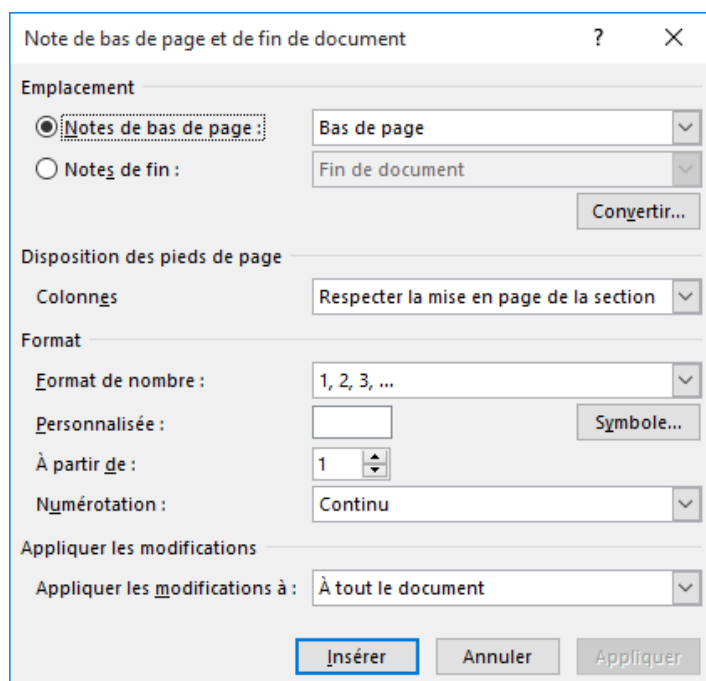 Note de bas de page et de fin de document ? X
Emplacement
Notes de bas de page : Bas de page
Notes de fin : Fin de document
Convertir...
Disposition des pieds de page
Colonnes Respecter la mise en page de la section
Format
Format de nombre : 1, 2, 3, ...
Personnalisée : Symbole...
À partir de : 1
Numérotation : Continu
Appliquer les modifications
Appliquer les modifications à : À tout le document
Insérer Annuler Appliquer